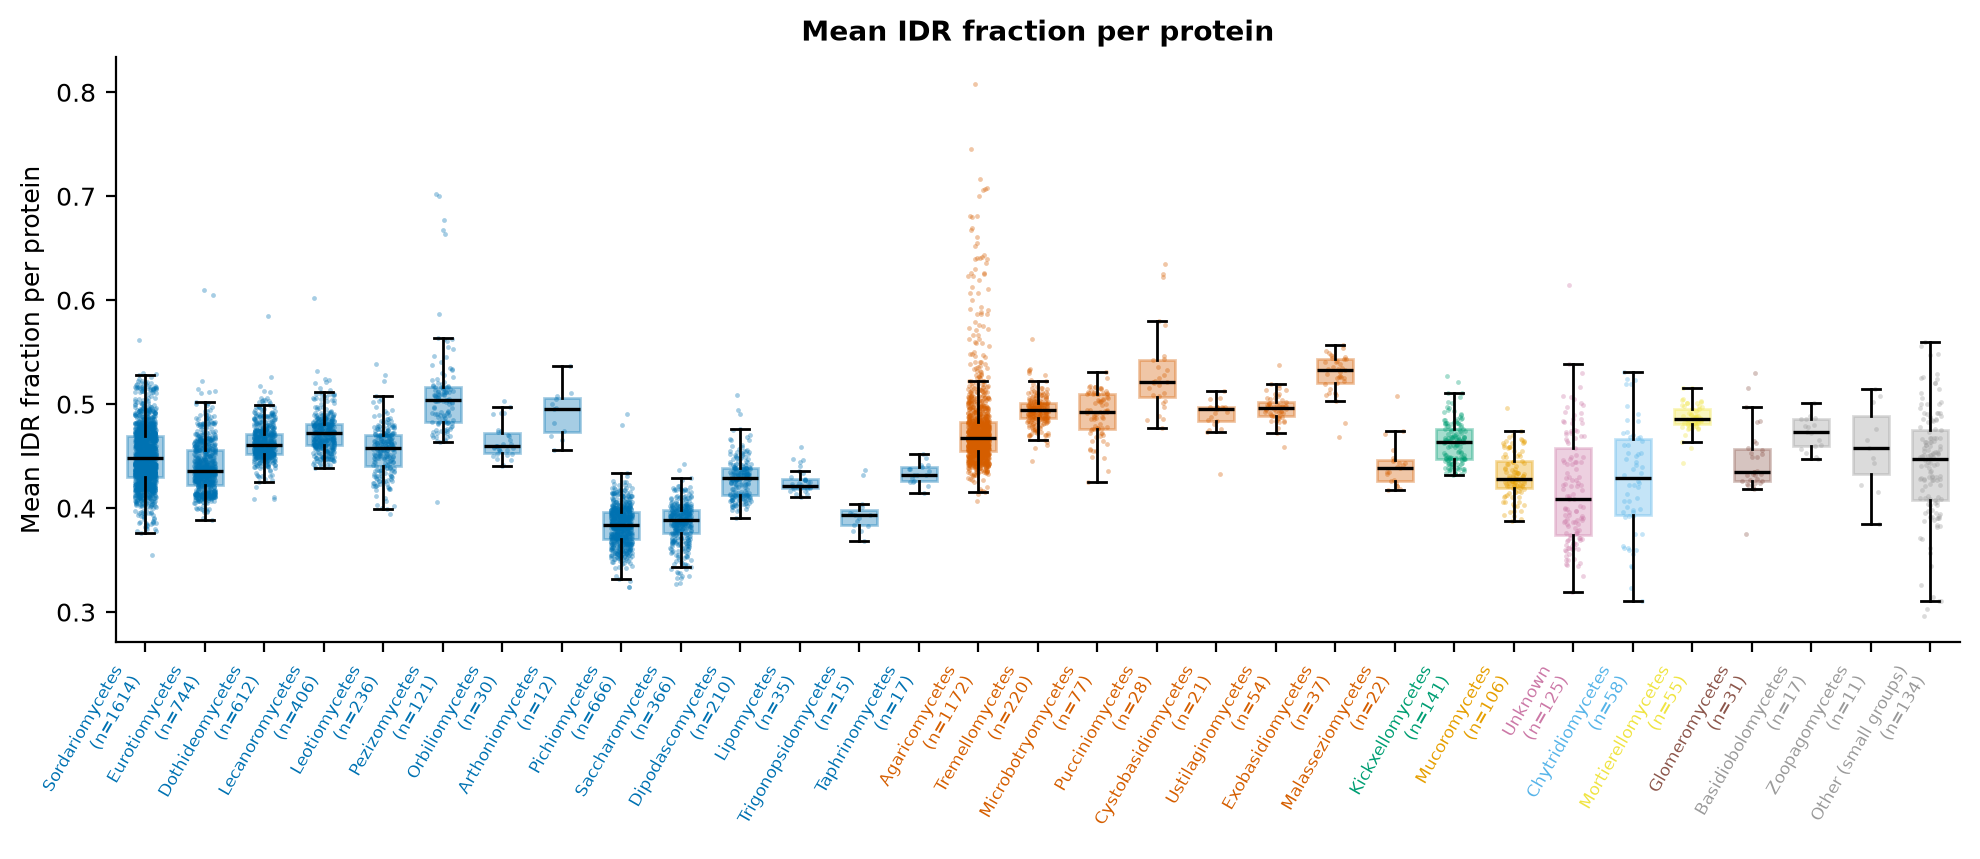 Mean IDR fraction per protein
Mean IDR fraction per protein
0.8
0.7
0.6
0.5
0.4
0.3
Sordariomycetes
(n=1614)
Eurotiomycetes
(n=744)
Dothideomycetes
(n=612)
Lecanoromycetes
(n=406)
Leotiomycetes
(n=236)
Pezizomycetes
(n=121)
Orbiliomycetes
(n=30)
Arthoniomycetes
(n=12)
Pichiomycetes
(n=666)
Saccharomycetes
(n=366)
Dipodascomycetes
(n=210)
Lipomycetes
(n=35)
Trigonopsidomycetes
(n=15)
Taphrinomycetes
(n=17)
Agaricomycetes
(n=1172)
Tremellomycetes
(n=220)
Microbotryomycetes
(n=77)
Pucciniomycetes
(n=28)
Cystobasidiomycetes
(n=21)
Ustilaginomycetes
(n=54)
Exobasidiomycetes
(n=37)
Malasseziomycetes
(n=22)
Kickxellomycetes
(n=141)
Mucoromycetes
(n=106)
Unknown
(n=125)
Chytridiomycetes
(n=58)
Mortierellomycetes
(n=55)
Glomeromycetes
(n=31)
Basidiobolomycetes
(n=17)
Zoopagomycetes
(n=11)
Other (small groups)
(n=134)